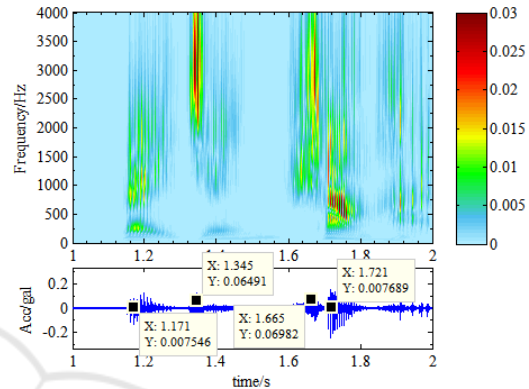 4000
3500
3000
2500
2000
1500
1000
500
0
Frequency/Hz
1 1.2 1.4 1.6 1.8 2
0.03
0.025
0.02
0.015
0.01
0.005
0
Acc/gal
0.2
0
-0.2
X: 1.345
Y: 0.06491
X: 1.721
Y: 0.007689
X: 1.171
Y: 0.007546
X: 1.665
Y: 0.06982
1 1.2 1.4 1.6 1.8 2
time/s